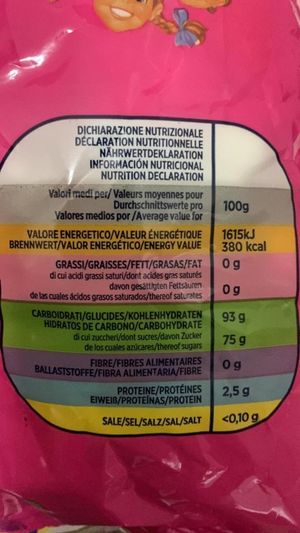 DICHIARAZIONE NUTRIZIONALE
DÉCLARATION NUTRITIONNELLE
NÄHRWERTDEKLARATION
INFORMACIÓN NUTRICIONAL
NUTRITION DECLARATION
Valori medi per/ Valeurs moyennes pour
Durchschnittswerte pro
Valores medios por /Average value for
100g
VALORE ENERGETICO/VALEUR ÉNERGÉTIQUE
BRENNWERT/VALOR ENERGÉTICO/ENERGY VALUE
1615kJ
380 kcal
GRASSI/GRAISSES/FETT/GRASAS/FAT
0 g
di cui acidi grassi saturi/dont acides gras saturés
davon gesättigten Fettsäuren
de las cuales ácidos grasos saturados/thereof saturates
0 g
CARBOIDRATI/GLUCIDES/KOHLENHYDRATEN
HIDRATOS DE CARBONO/CARBOHYDRATE
93 g
di cui zuccheri/dont sucres/davon Zucker
de los cuales azúcares/thereof sugars
75 g
FIBRE/FIBRES ALIMENTAIRES
BALLASTSTOFFE/FIBRA ALIMENTARIA/FIBRE
0 g
PROTEINE/PROTÉINES
EIWEIß/PROTEÍNAS/PROTEIN
2,5 g
SALE/SEL/SALZ/SAL/SALT
<0,10 g